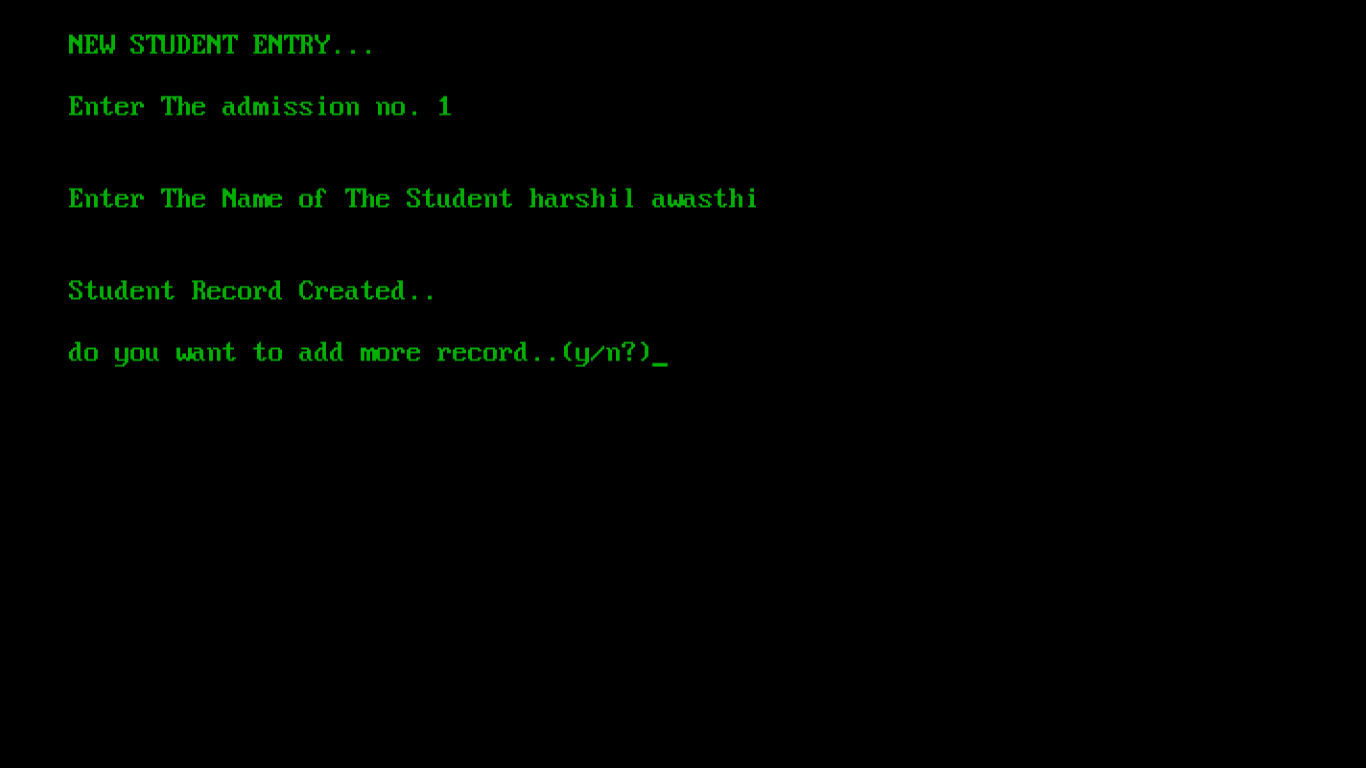 NEW STUDENT ENTRY...
Enter The admission no. 1
Enter The Name of The Student harshil awasthi
Student Record Created..
do you want to add more record..(y/n?)_